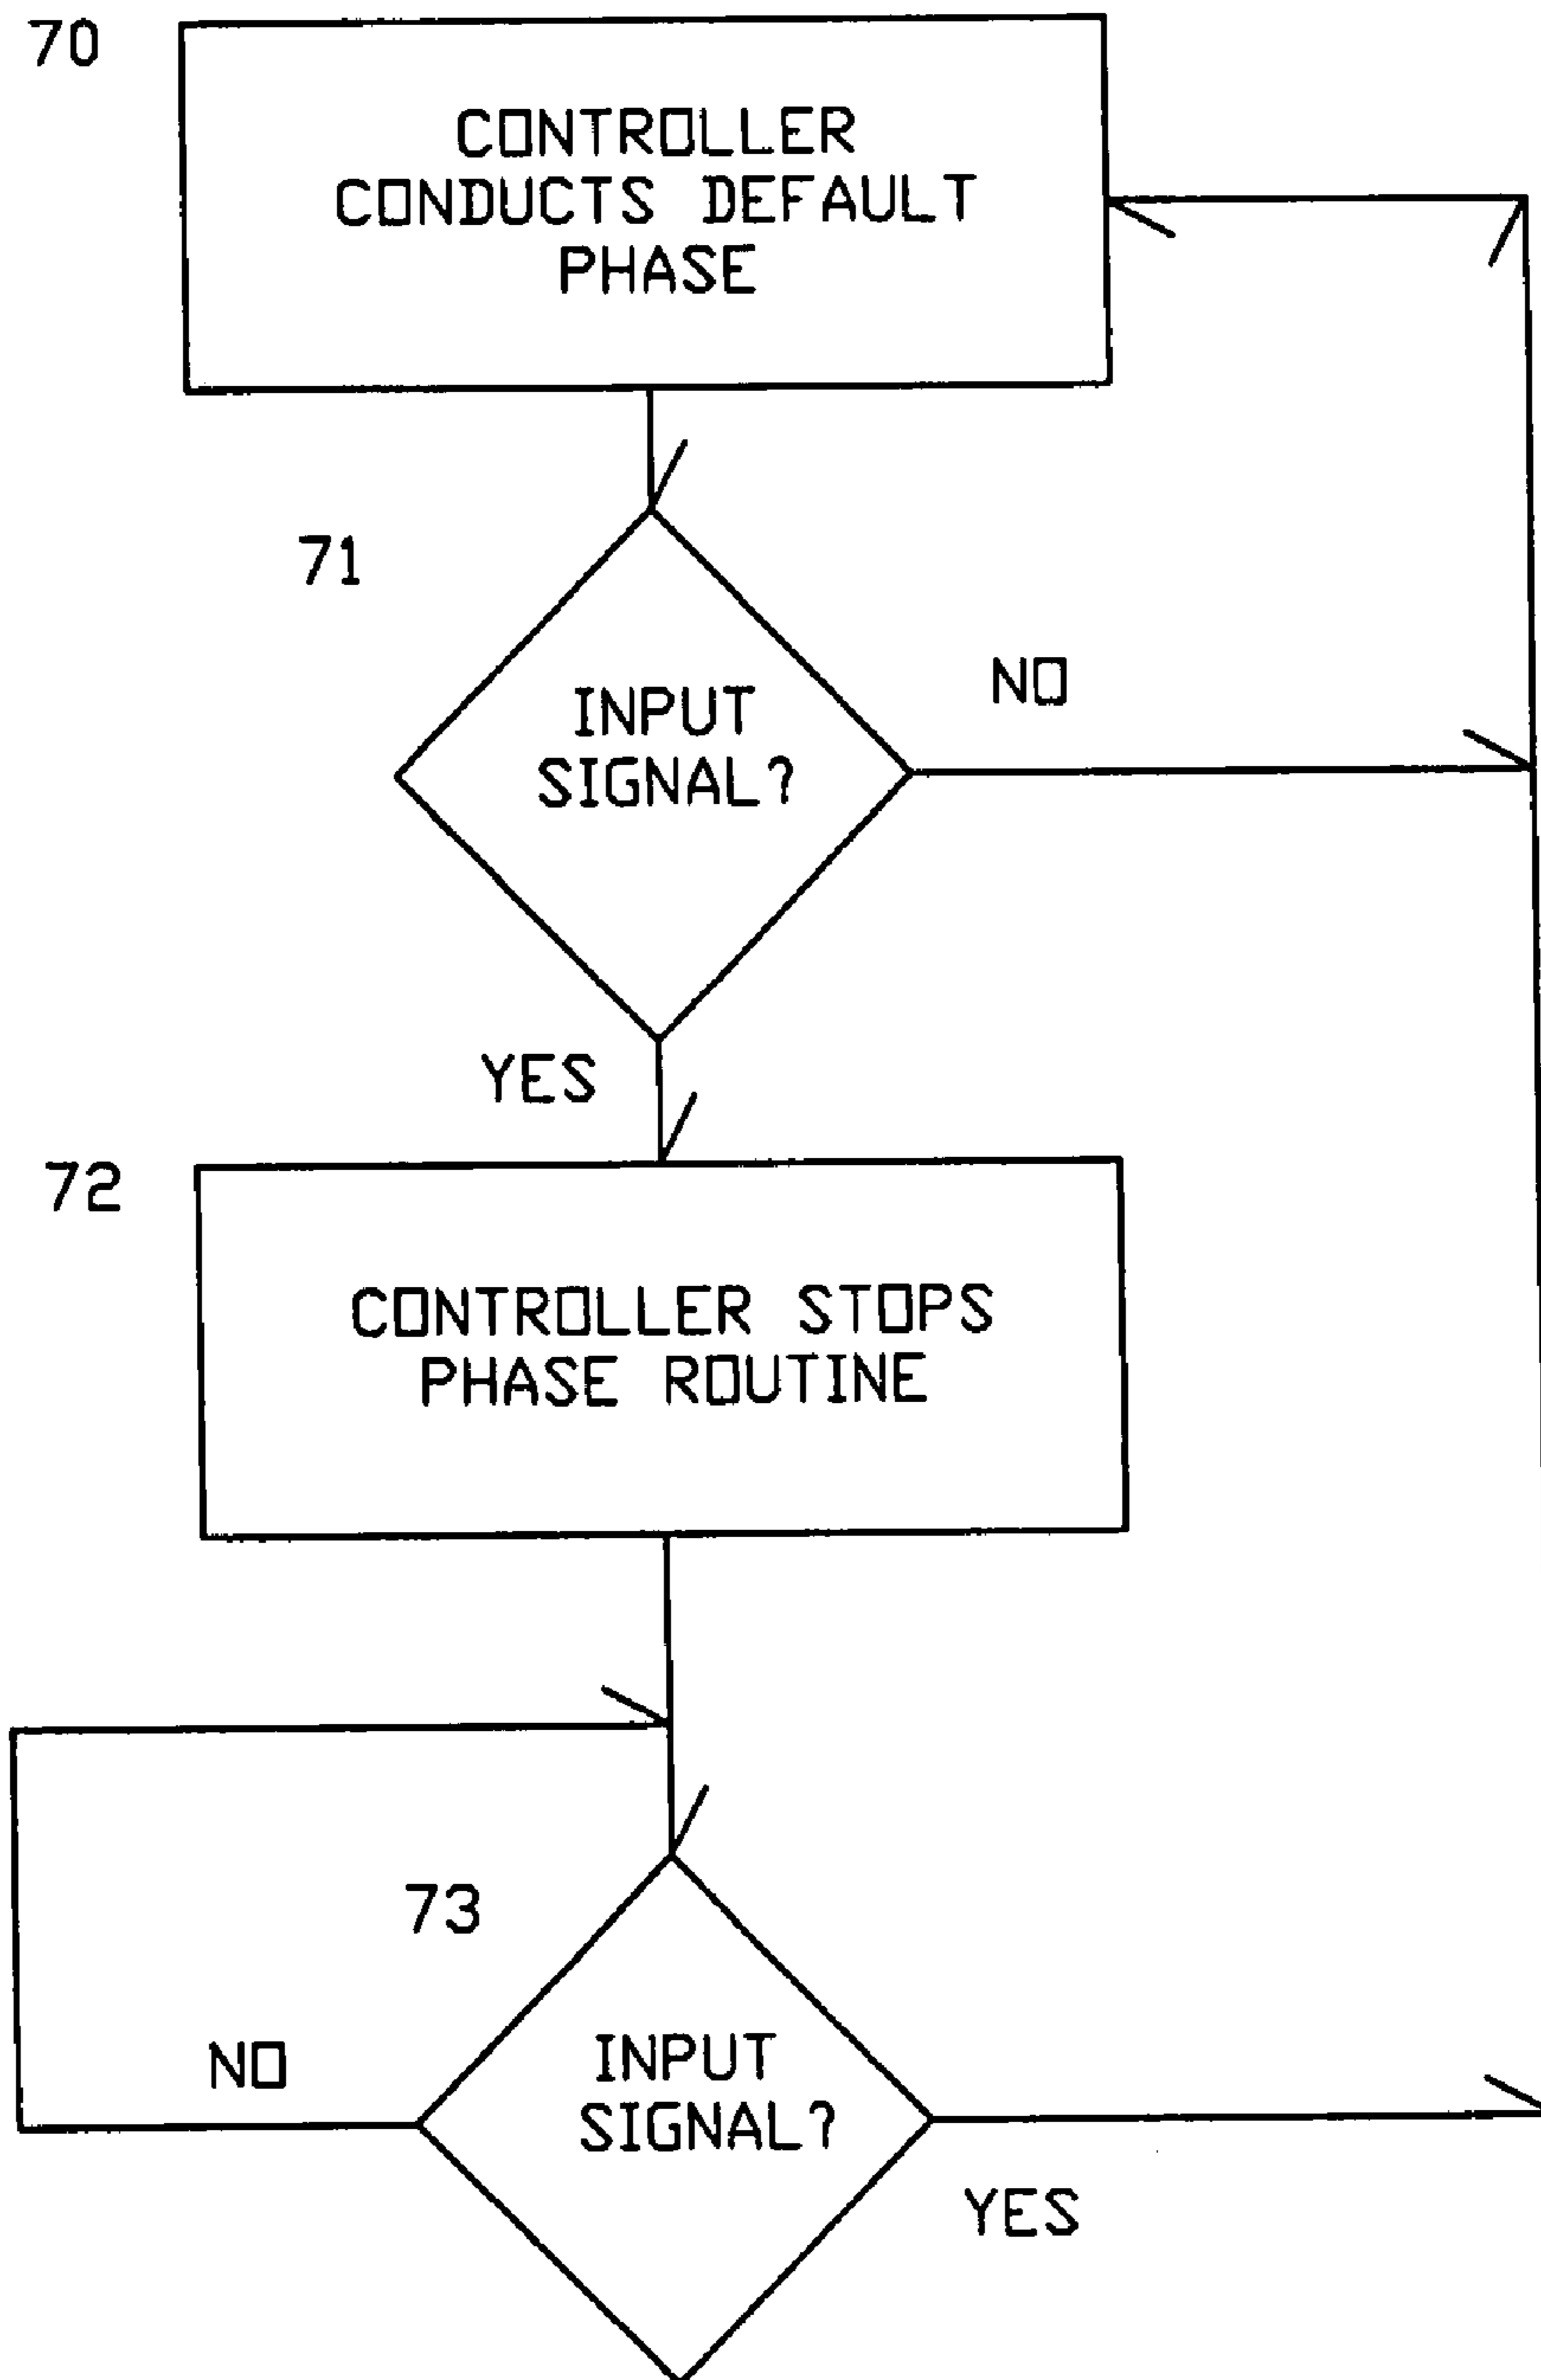 70
CONTROLLER
CONDUCTS DEFAULT
PHASE
71
INPUT
SIGNAL?
NO
YES
72
CONTROLLER STOPS
PHASE ROUTINE
73
NO
INPUT
SIGNAL?
YES